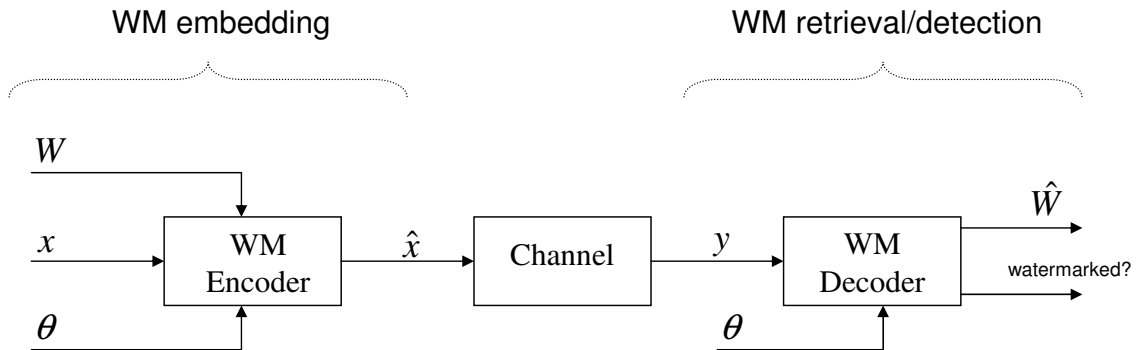 WM embedding
WM retrieval/detection
W
x
θ
WM
Encoder
x̂
Channel
y
θ
WM
Decoder
Ŵ
watermarked?